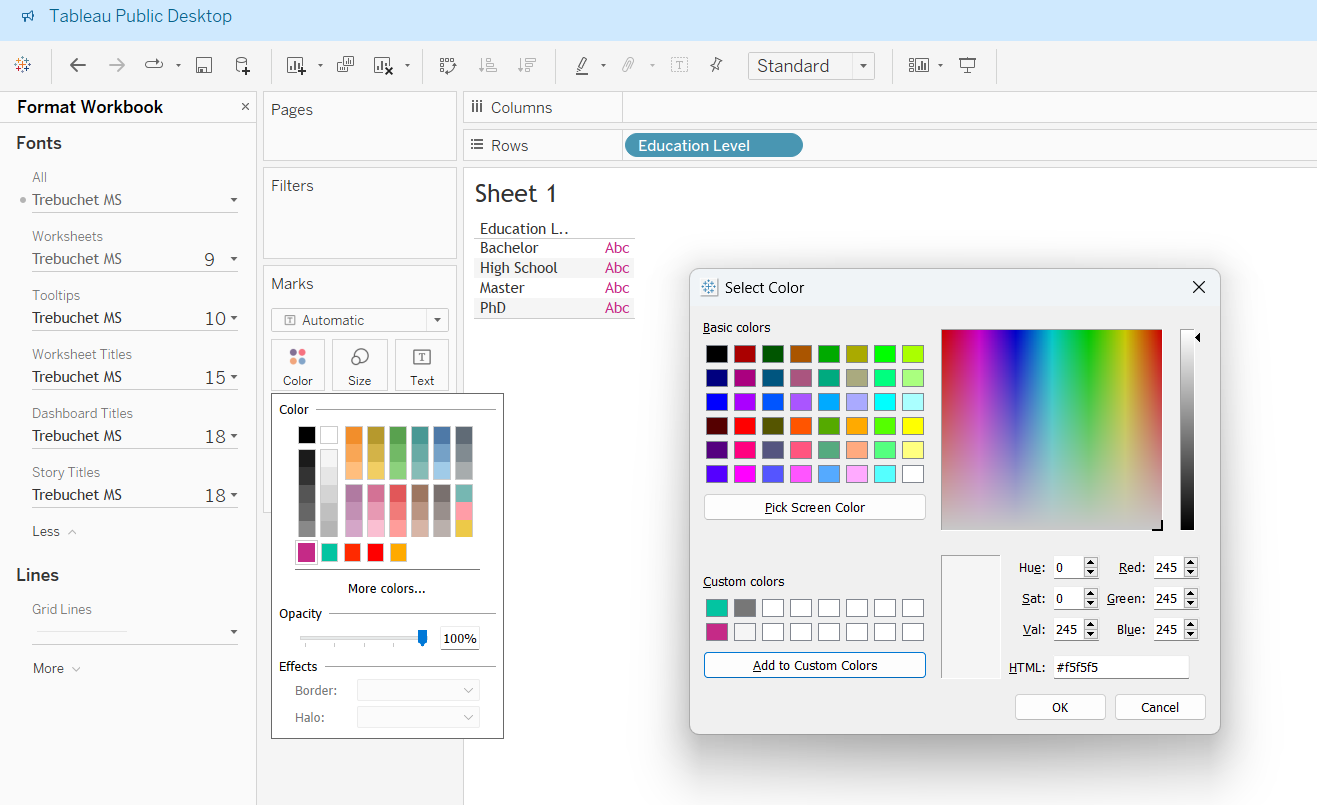 Tableau Public Desktop
Standard
Format Workbook
Fonts
All
Trebuchet MS
Worksheets
Trebuchet MS 9
Tooltips
Trebuchet MS 10
Worksheet Titles
Trebuchet MS 15
Dashboard Titles
Trebuchet MS 18
Story Titles
Trebuchet MS 18
Less
Lines
Grid Lines
More
Pages
Filters
Marks
Automatic
Color Size Text
Color
More colors...
Opacity
100%
Effects
Border:
Halo:
Columns
Rows Education Level
Sheet 1
Education L..
Bachelor Abc
High School Abc
Master Abc
PhD Abc
Select Color
Basic colors
Pick Screen Color
Custom colors
Add to Custom Colors
Hue: 0 Red: 245
Sat: 0 Green: 245
Val: 245 Blue: 245
HTML: #f5f5f5
OK Cancel